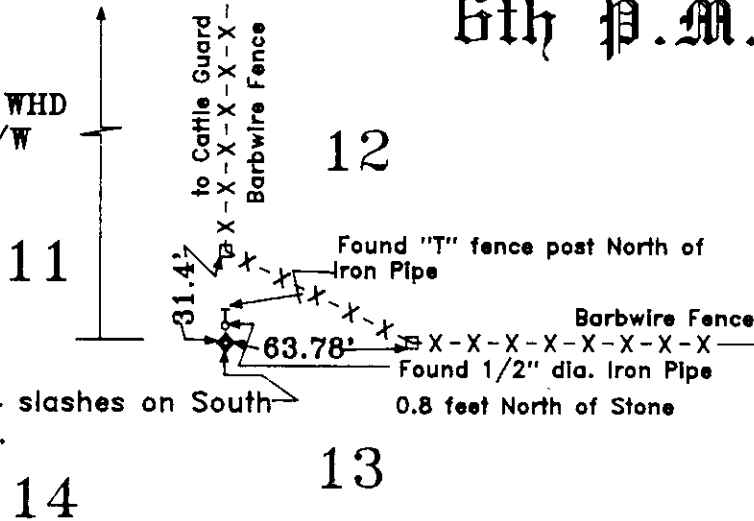 6th P.M.
WHD
/W
to Cattle Guard
Barbwire Fence
12
11
Found "T" fence post North of
Iron Pipe
31.4'
Barbwire Fence
63.78'
Found 1/2" dia. Iron Pipe
0.8 feet North of Stone
slashes on South
13
14